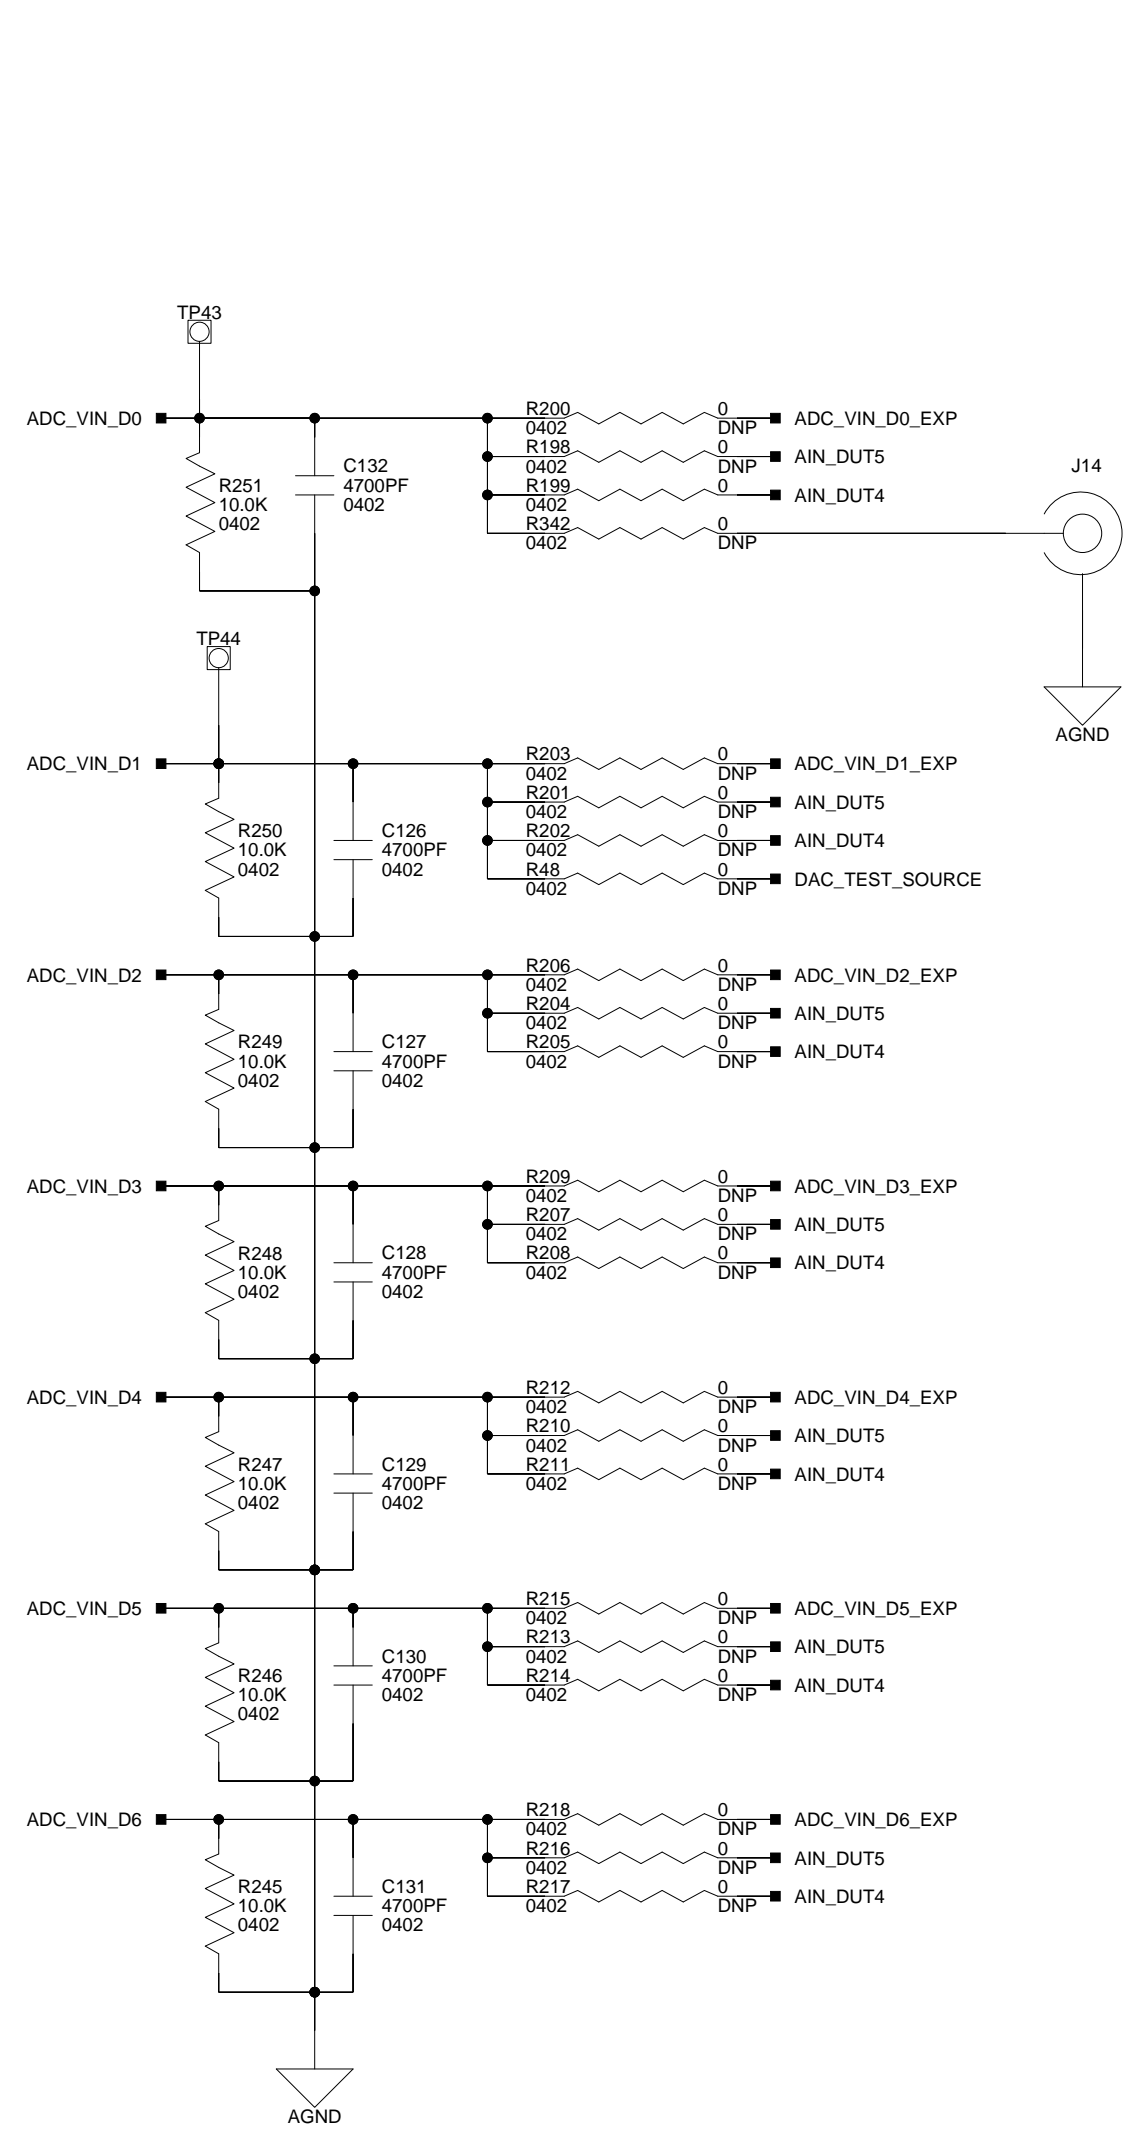 TP43
ADC_VIN_D0
R251
10.0K
0402
C132
4700PF
0402
R200
0402
0
DNP
ADC_VIN_D0_EXP
R198
0402
0
DNP
AIN_DUT5
R199
0402
0
AIN_DUT4
R342
0402
0
DNP
J14
AGND
TP44
ADC_VIN_D1
R250
10.0K
0402
C126
4700PF
0402
R203
0402
0
DNP
ADC_VIN_D1_EXP
R201
0402
0
DNP
AIN_DUT5
R202
0402
0
DNP
AIN_DUT4
R48
0402
0
DNP
DAC_TEST_SOURCE
ADC_VIN_D2
R249
10.0K
0402
C127
4700PF
0402
R206
0402
0
DNP
ADC_VIN_D2_EXP
R204
0402
0
DNP
AIN_DUT5
R205
0402
0
DNP
AIN_DUT4
ADC_VIN_D3
R248
10.0K
0402
C128
4700PF
0402
R209
0402
0
DNP
ADC_VIN_D3_EXP
R207
0402
0
DNP
AIN_DUT5
R208
0402
0
DNP
AIN_DUT4
ADC_VIN_D4
R247
10.0K
0402
C129
4700PF
0402
R212
0402
0
DNP
ADC_VIN_D4_EXP
R210
0402
0
DNP
AIN_DUT5
R211
0402
0
DNP
AIN_DUT4
ADC_VIN_D5
R246
10.0K
0402
C130
4700PF
0402
R215
0402
0
DNP
ADC_VIN_D5_EXP
R213
0402
0
DNP
AIN_DUT5
R214
0402
0
DNP
AIN_DUT4
ADC_VIN_D6
R245
10.0K
0402
C131
4700PF
0402
R218
0402
0
DNP
ADC_VIN_D6_EXP
R216
0402
0
DNP
AIN_DUT5
R217
0402
0
DNP
AIN_DUT4
AGND